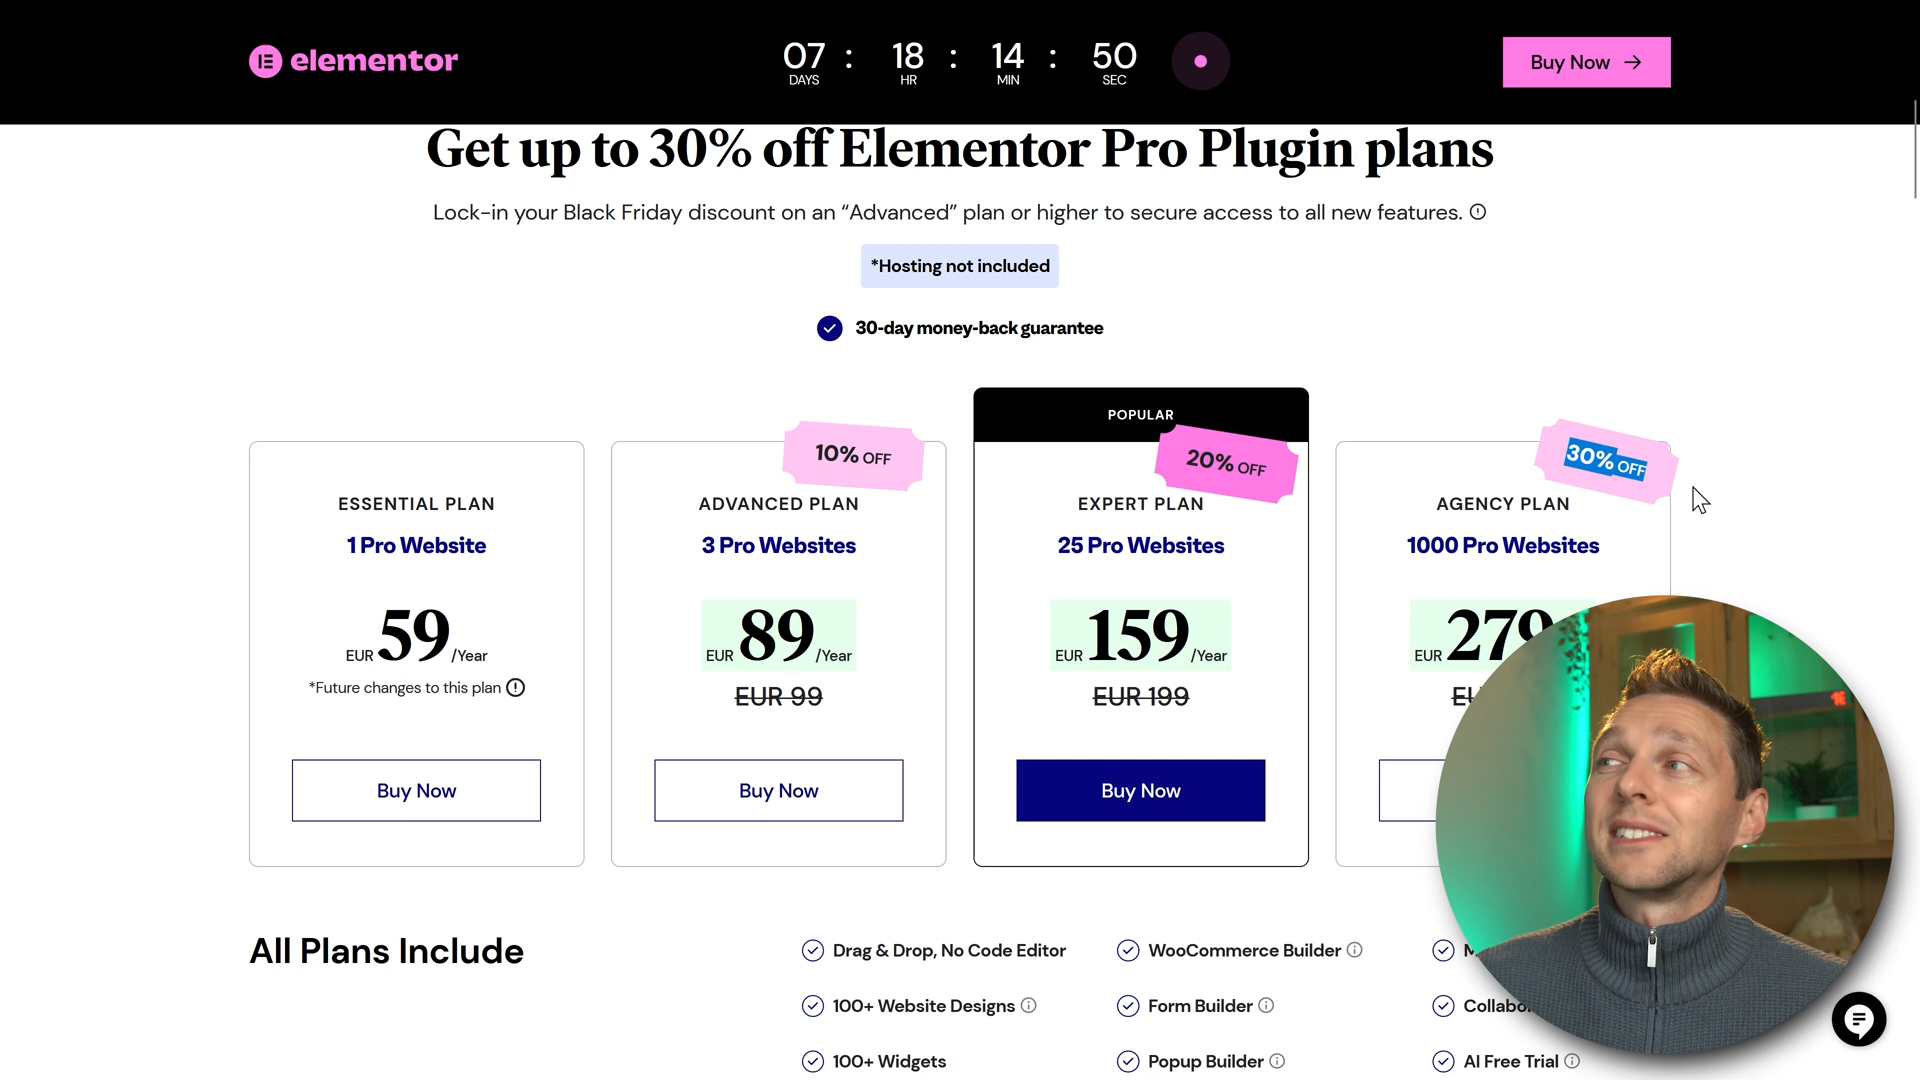 elementor
07 : 18 : 14 : 50
DAYS HR MIN SEC
Buy Now →
Get up to 30% off Elementor Pro Plugin plans
Lock-in your Black Friday discount on an “Advanced” plan or higher to secure access to all new features.
*Hosting not included
30-day money-back guarantee
ESSENTIAL PLAN
1 Pro Website
EUR 59 /Year
*Future changes to this plan
Buy Now
10% OFF
ADVANCED PLAN
3 Pro Websites
EUR 89 /Year
EUR 99
Buy Now
POPULAR
20% OFF
EXPERT PLAN
25 Pro Websites
EUR 159 /Year
EUR 199
Buy Now
30% OFF
AGENCY PLAN
1000 Pro Websites
EUR 279
All Plans Include
Drag & Drop, No Code Editor
100+ Website Designs
100+ Widgets
WooCommerce Builder
Form Builder
Popup Builder
AI Free Trial